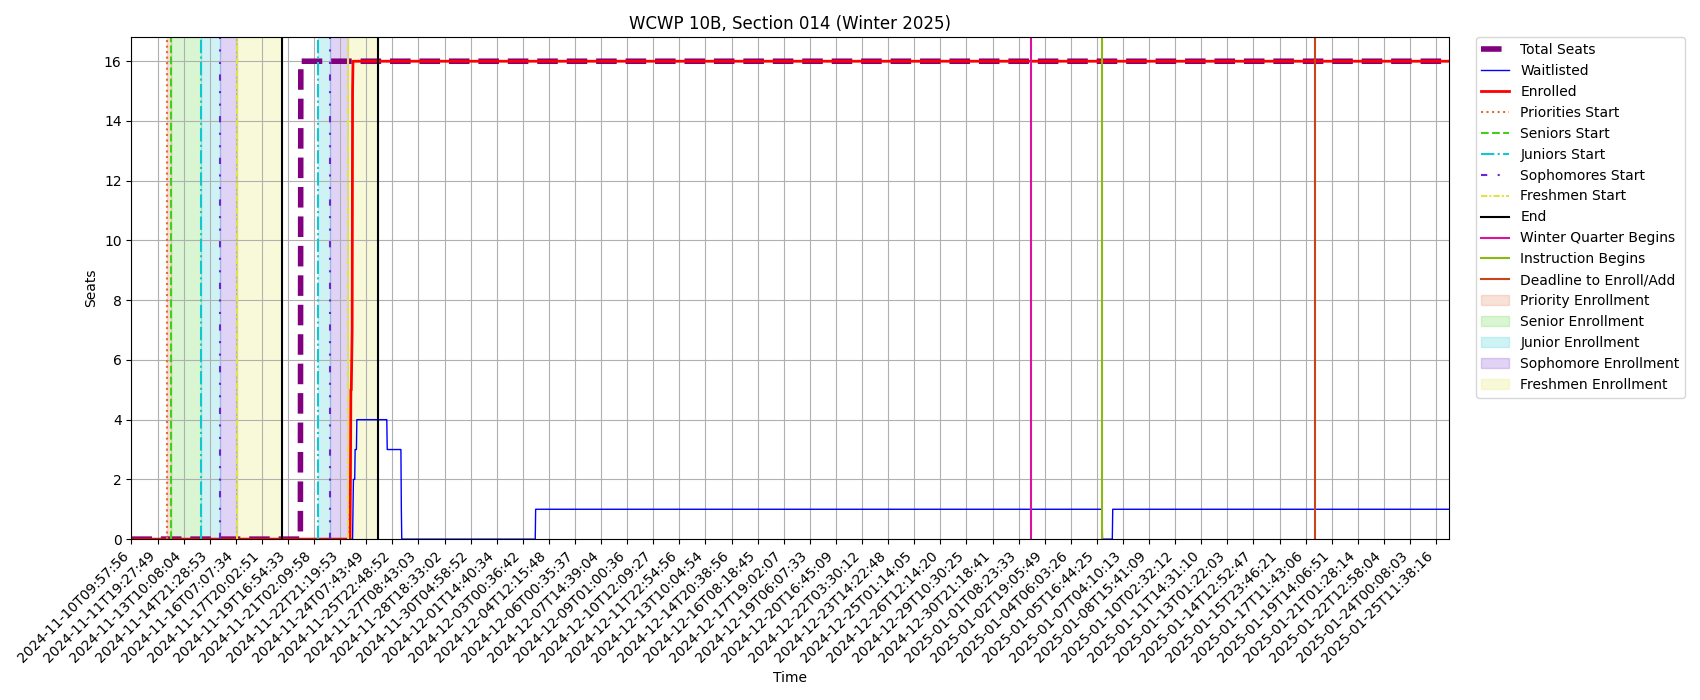 WCWP 10B, Section 014 (Winter 2025)
Seats
16
14
12
10
8
6
4
2
0
2024-11-10T09:57:56
2024-11-11T19:27:49
2024-11-13T10:08:04
2024-11-14T21:28:53
2024-11-16T07:07:34
2024-11-17T20:02:51
2024-11-19T16:54:33
2024-11-21T02:09:58
2024-11-22T21:19:53
2024-11-24T07:43:49
2024-11-25T22:48:52
2024-11-27T08:43:03
2024-11-28T18:33:02
2024-11-30T04:58:52
2024-12-01T14:40:34
2024-12-03T00:36:42
2024-12-04T12:15:48
2024-12-06T00:35:37
2024-12-07T14:39:04
2024-12-09T01:00:36
2024-12-10T12:09:27
2024-12-11T22:54:56
2024-12-13T10:04:54
2024-12-14T20:38:56
2024-12-16T08:18:45
2024-12-17T19:02:07
2024-12-19T06:07:33
2024-12-20T16:45:09
2024-12-22T03:30:12
2024-12-23T14:22:48
2024-12-25T01:14:05
2024-12-26T12:14:20
2024-12-29T10:30:25
2024-12-30T21:18:41
2025-01-01T08:23:33
2025-01-02T19:05:49
2025-01-04T06:03:26
2025-01-05T16:44:25
2025-01-07T04:10:13
2025-01-08T15:41:09
2025-01-10T02:32:12
2025-01-11T14:31:10
2025-01-13T01:22:03
2025-01-14T12:52:47
2025-01-15T23:46:21
2025-01-17T11:43:06
2025-01-19T14:06:51
2025-01-21T01:28:14
2025-01-22T12:58:04
2025-01-24T00:08:03
2025-01-25T11:38:16
Time
Total Seats
Waitlisted
Enrolled
Priorities Start
Seniors Start
Juniors Start
Sophomores Start
Freshmen Start
End
Winter Quarter Begins
Instruction Begins
Deadline to Enroll/Add
Priority Enrollment
Senior Enrollment
Junior Enrollment
Sophomore Enrollment
Freshmen Enrollment